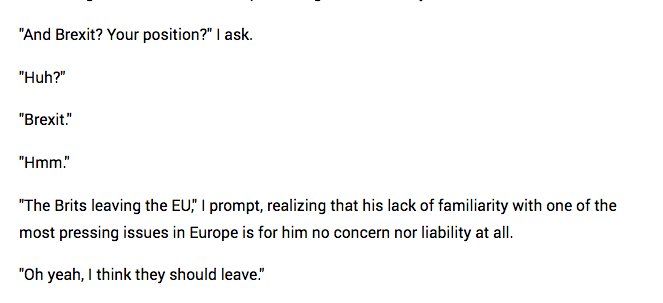 "And Brexit? Your position?" I ask.
"Huh?"
"Brexit."
"Hmm."
"The Brits leaving the EU," I prompt, realizing that his lack of familiarity with one of the
most pressing issues in Europe is for him no concern nor liability at all.
"Oh yeah, I think they should leave."